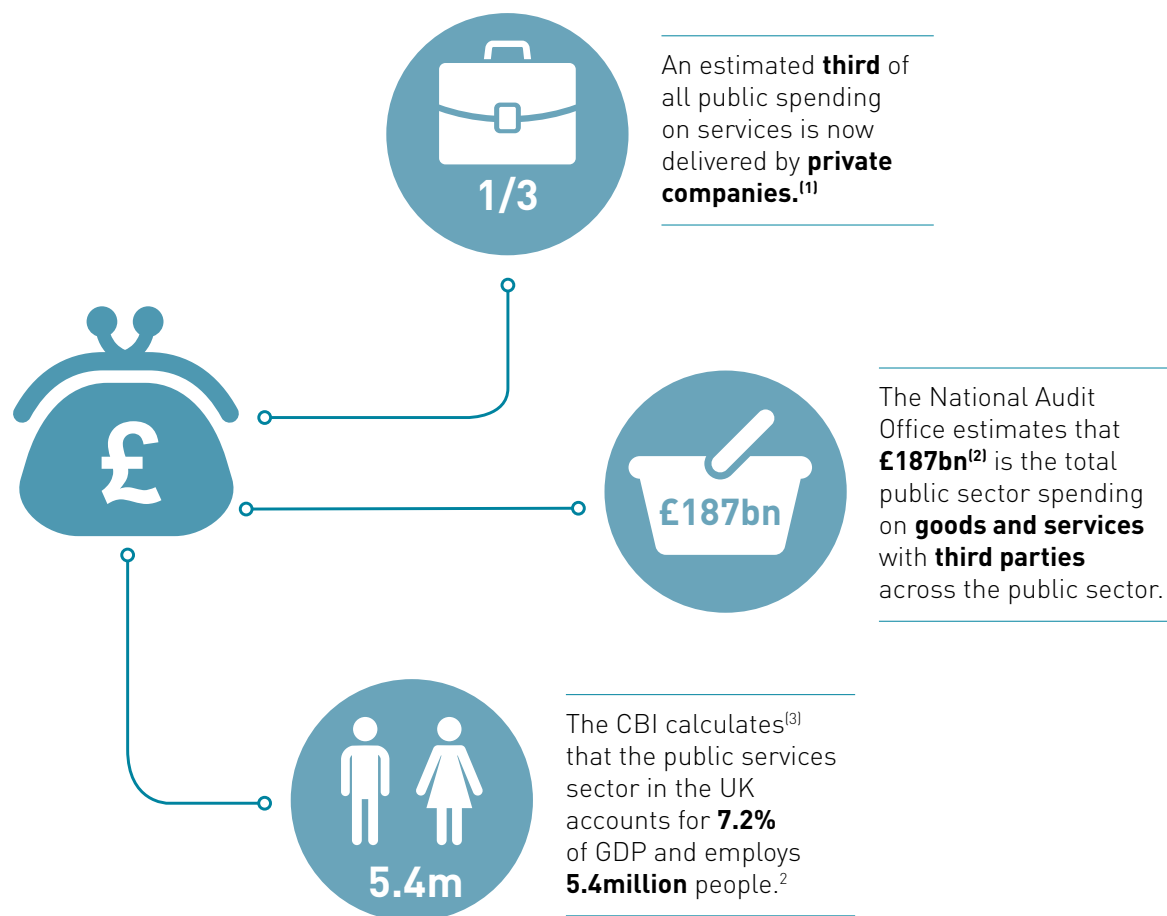 1/3
An estimated third of
all public spending
on services is now
delivered by private
companies.(1)
£
£187bn
The National Audit
Office estimates that
£187bn(2) is the total
public sector spending
on goods and services
with third parties
across the public sector.
5.4m
The CBI calculates(3)
that the public services
sector in the UK
accounts for 7.2%
of GDP and employs
5.4million people.2